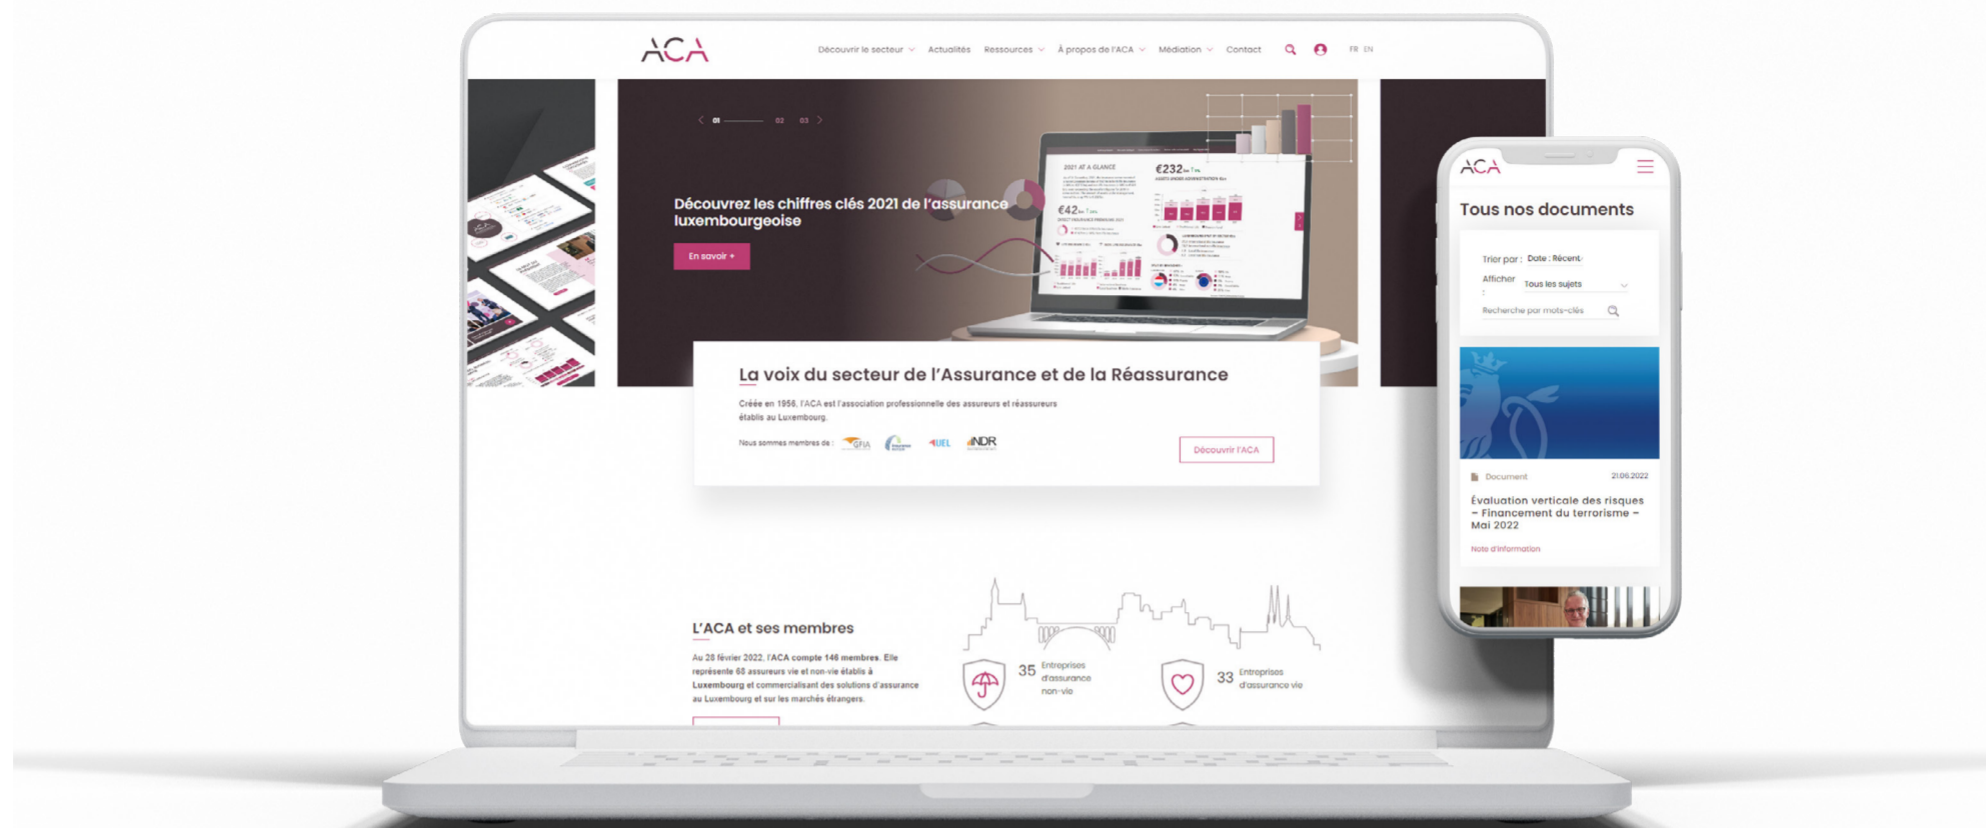 ACA
Découvrir le secteur
Actualités
Ressources
À propos de l'ACA
Médiation
Contact
FR EN
01
02
03
Découvrez les chiffres clés 2021 de l'assurance
luxembourgeoise
En savoir +
2021 AT A GLANCE
€232
€42
La voix du secteur de l'Assurance et de la Réassurance
Créée en 1956, l'ACA est l'association professionnelle des assureurs et réassureurs
établis au Luxembourg.
Nous sommes membres de :
GFIA
UEL
INDR
Découvrir l'ACA
L'ACA et ses membres
Au 28 février 2022, l'ACA compte 146 membres. Elle
représente 68 assureurs vie et non-vie établis à
Luxembourg et commercialisant des solutions d'assurance
au Luxembourg et sur les marchés étrangers.
35
Entreprises
d'assurance
non-vie
33
Entreprises
d'assurance vie
ACA
Tous nos documents
Trier par : Date : Récent
Afficher
: Tous les sujets
Recherche par mots-clés
Document
21.06.2022
Évaluation verticale des risques
– Financement du terrorisme –
Mai 2022
Note d'information